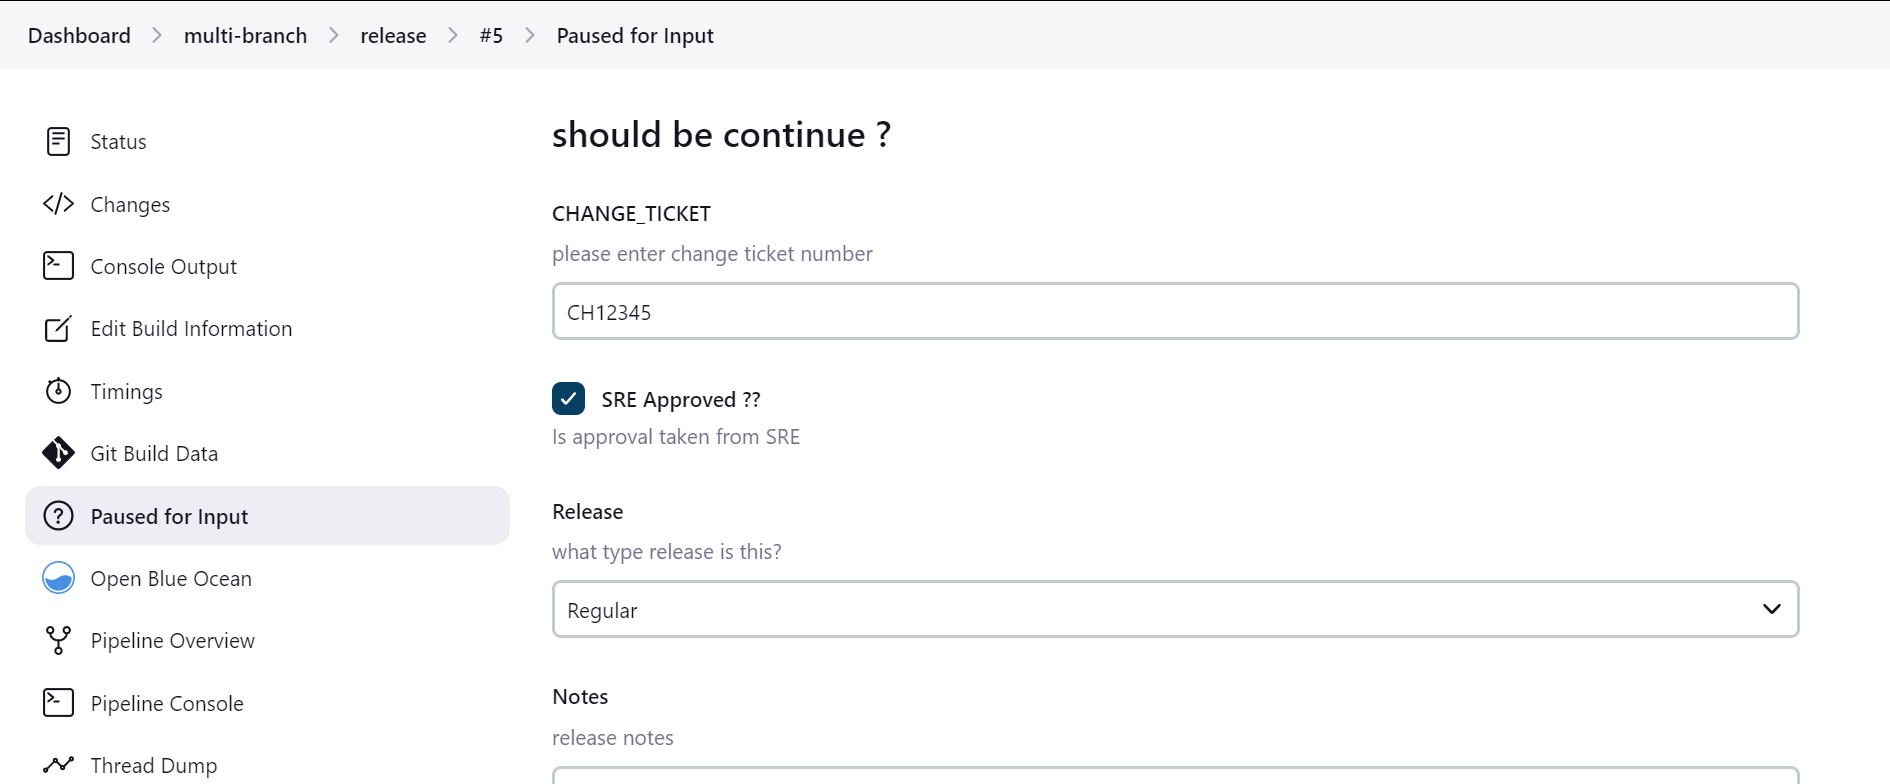 Dashboard > multi-branch > release > #5 > Paused for Input
Status
Changes
Console Output
Edit Build Information
Timings
Git Build Data
Paused for Input
Open Blue Ocean
Pipeline Overview
Pipeline Console
Thread Dump
should be continue ?
CHANGE_TICKET
please enter change ticket number
CH12345
SRE Approved ??
Is approval taken from SRE
Release
what type release is this?
Regular
Notes
release notes